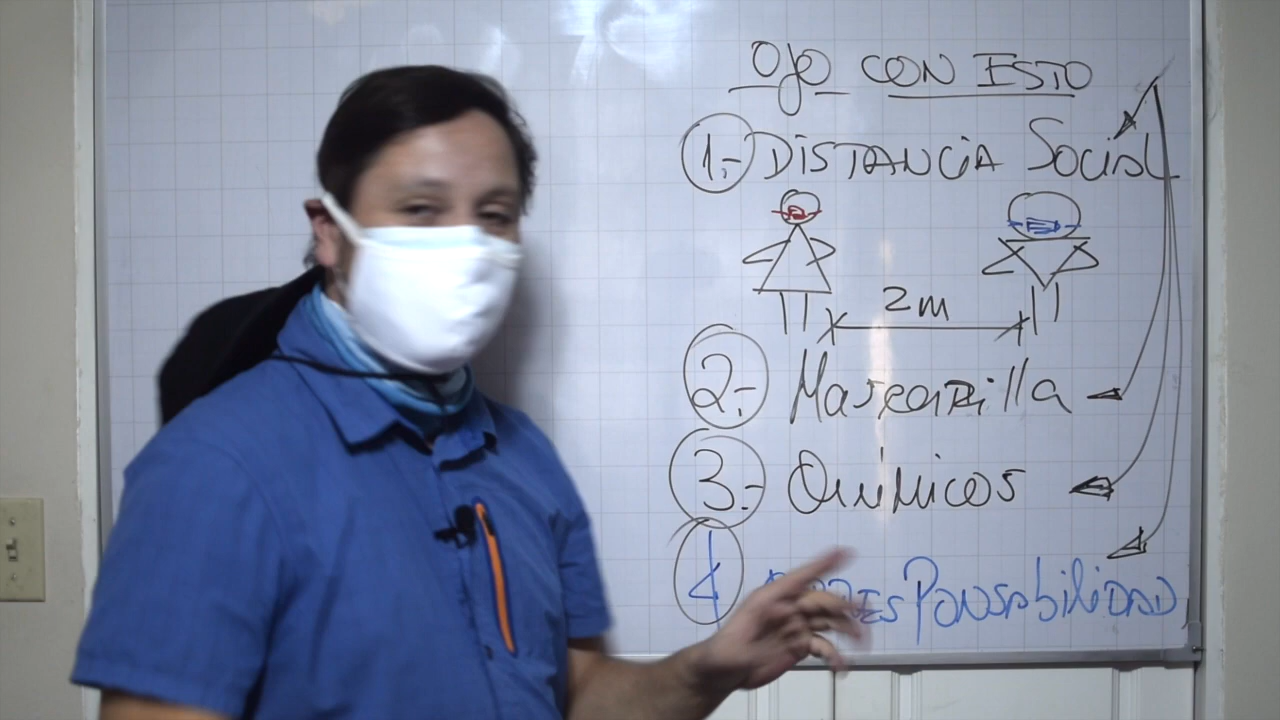 OJO CON ESTO
1.- DISTANCIA SOCIAL
2m
2.- Mascarilla
3.- Químicos
4